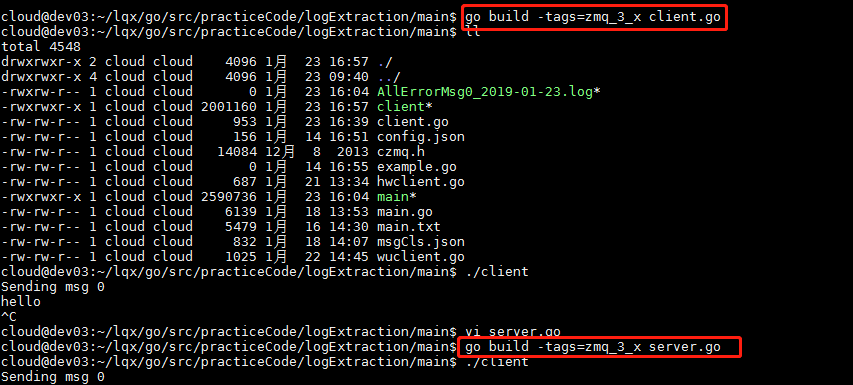 cloud@dev03:~/lqx/go/src/practiceCode/logExtraction/main$ go build -tags=zmq_3_x client.go
cloud@dev03:~/lqx/go/src/practiceCode/logExtraction/main$ ll
total 4548
drwxrwxr-x 2 cloud cloud    4096 1月  23 16:57 ./
drwxrwxr-x 4 cloud cloud    4096 1月  23 09:40 ../
-rwxrwxr-- 1 cloud cloud       0 1月  23 16:04 AllErrorMsg0_2019-01-23.log*
-rwxrwxr-x 1 cloud cloud 2001160 1月  23 16:57 client*
-rw-rw-r-- 1 cloud cloud     953 1月  23 16:39 client.go
-rw-rw-r-- 1 cloud cloud     156 1月  14 16:51 config.json
-rw-rw-r-- 1 cloud cloud   14084 12月  8  2013 czmq.h
-rw-rw-r-- 1 cloud cloud       0 1月  14 16:55 example.go
-rw-rw-r-- 1 cloud cloud     687 1月  21 13:34 hwclient.go
-rwxrwxr-x 1 cloud cloud 2590736 1月  23 16:04 main*
-rw-rw-r-- 1 cloud cloud    6139 1月  18 13:53 main.go
-rw-rw-r-- 1 cloud cloud    5479 1月  16 14:30 main.txt
-rw-rw-r-- 1 cloud cloud     832 1月  18 14:07 msgCls.json
-rw-rw-r-- 1 cloud cloud    1025 1月  22 14:45 wuclient.go
cloud@dev03:~/lqx/go/src/practiceCode/logExtraction/main$ ./client
Sending msg 0
hello
^C
cloud@dev03:~/lqx/go/src/practiceCode/logExtraction/main$ vi server.go
cloud@dev03:~/lqx/go/src/practiceCode/logExtraction/main$ go build -tags=zmq_3_x server.go
cloud@dev03:~/lqx/go/src/practiceCode/logExtraction/main$ ./client
Sending msg 0